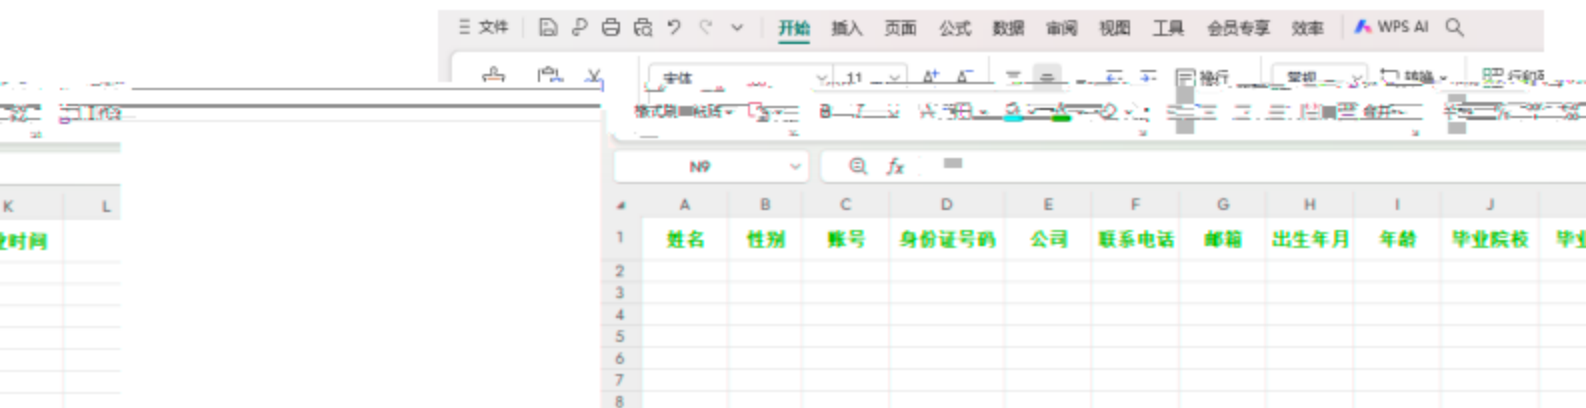 文件 开始 插入 页面 公式 数据 审阅 视图 工具 会员专享 效率 WPS AI
宋体 11 换行 常规 转换
格式刷 粘贴 B 合并
N9 fx
K L A B C D E F G H I J
业时间 1 姓名 性别 账号 身份证号码 公司 联系电话 邮箱 出生年月 年龄 毕业院校 毕业
2
3
4
5
6
7
8